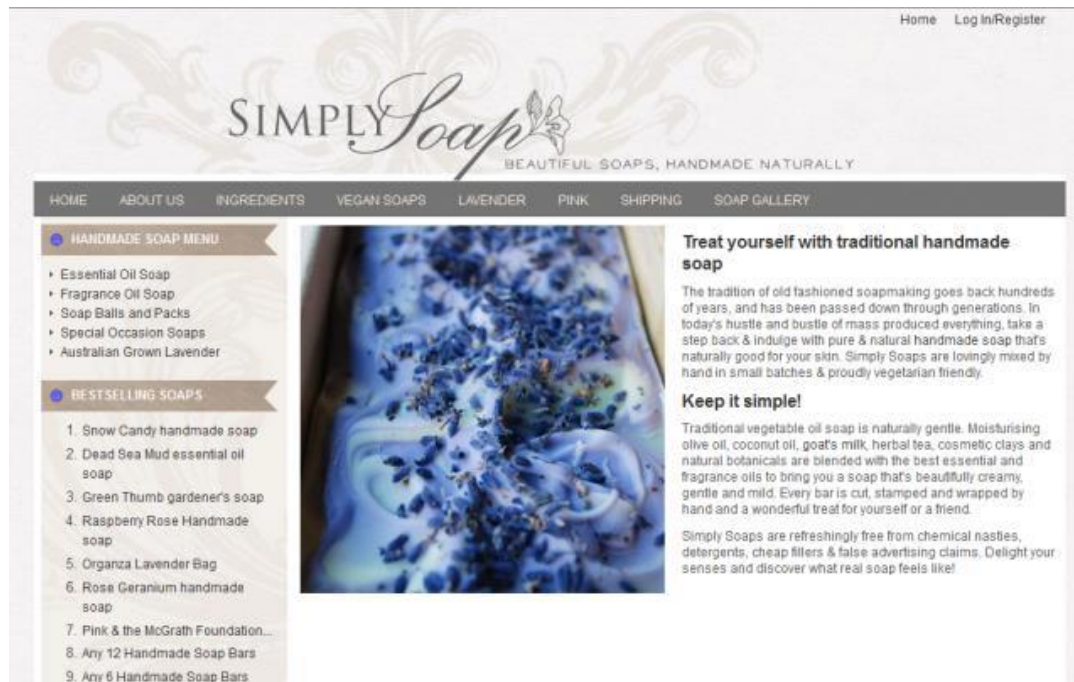 Home Log In/Register
SIMPLY Soap
BEAUTIFUL SOAPS, HANDMADE NATURALLY
HOME ABOUT US INGREDIENTS VEGAN SOAPS LAVENDER PINK SHIPPING SOAP GALLERY
HANDMADE SOAP MENU
Essential Oil Soap
Fragrance Oil Soap
Soap Balls and Packs
Special Occasion Soaps
Australian Grown Lavender
BESTSELLING SOAPS
1. Snow Candy handmade soap
2. Dead Sea Mud essential oil
soap
3. Green Thumb gardener's soap
4. Raspberry Rose Handmade
soap
5. Organza Lavender Bag
6. Rose Geranium handmade
soap
7. Pink & the McGrath Foundation...
8. Any 12 Handmade Soap Bars
9. Any 6 Handmade Soap Bars
Treat yourself with traditional handmade
soap
The tradition of old fashioned soapmaking goes back hundreds
of years, and has been passed down through generations. In
today's hustle and bustle of mass produced everything, take a
step back & indulge with pure & natural handmade soap that's
naturally good for your skin. Simply Soaps are lovingly mixed by
hand in small batches & proudly vegetarian friendly.
Keep it simple!
Traditional vegetable oil soap is naturally gentle. Moisturising
olive oil, coconut oil, goat's milk, herbal tea, cosmetic clays and
natural botanicals are blended with the best essential and
fragrance oils to bring you a soap that's beautifully creamy,
gentle and mild. Every bar is cut, stamped and wrapped by
hand and a wonderful treat for yourself or a friend.
Simply Soaps are refreshingly free from chemical nasties,
detergents, cheap fillers & false advertising claims. Delight your
senses and discover what real soap feels like!